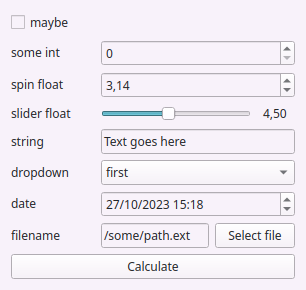 maybe
some int 0
spin float 3,14
slider float 4,50
string Text goes here
dropdown first
date 27/10/2023 15:18
filename /some/path.ext Select file
Calculate